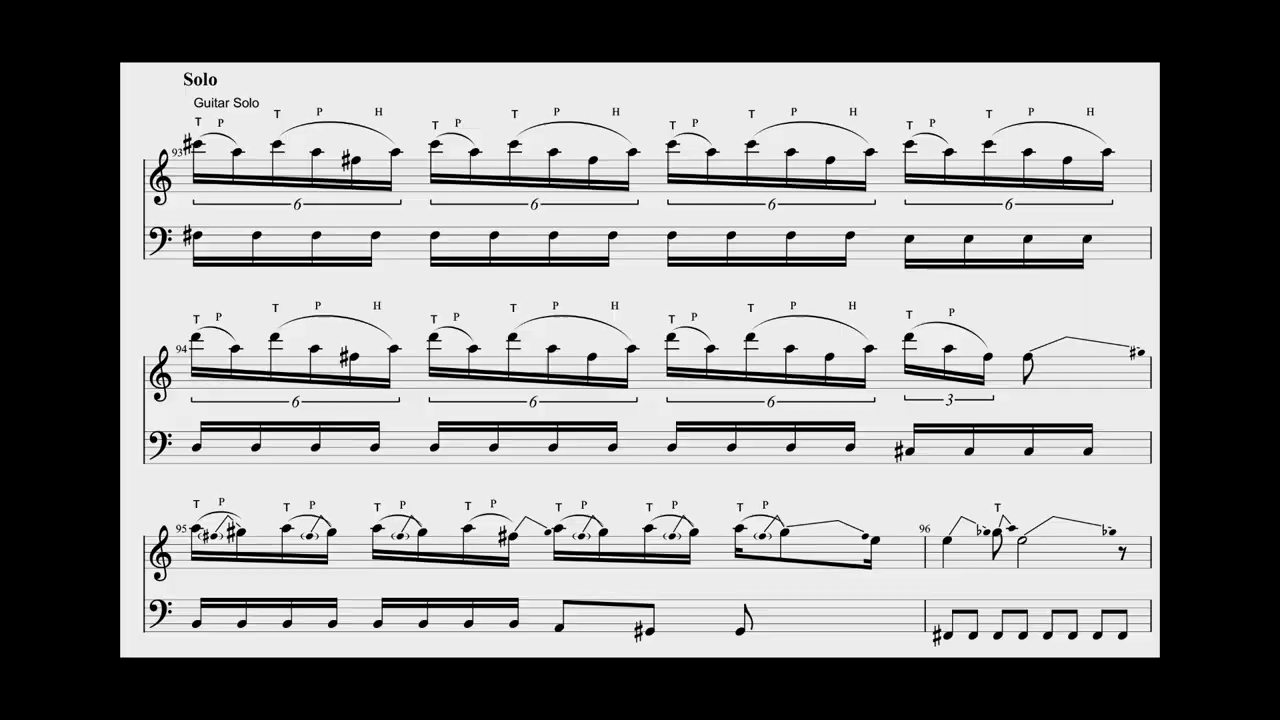 Solo
Guitar Solo
T P T P H T P T P H T P T P H T P T P H
93
6 6 6 6
T P T P H T P T P H T P T P H T P
94
6 6 6 3
T P T P T P T P T P T P T P T
95 96